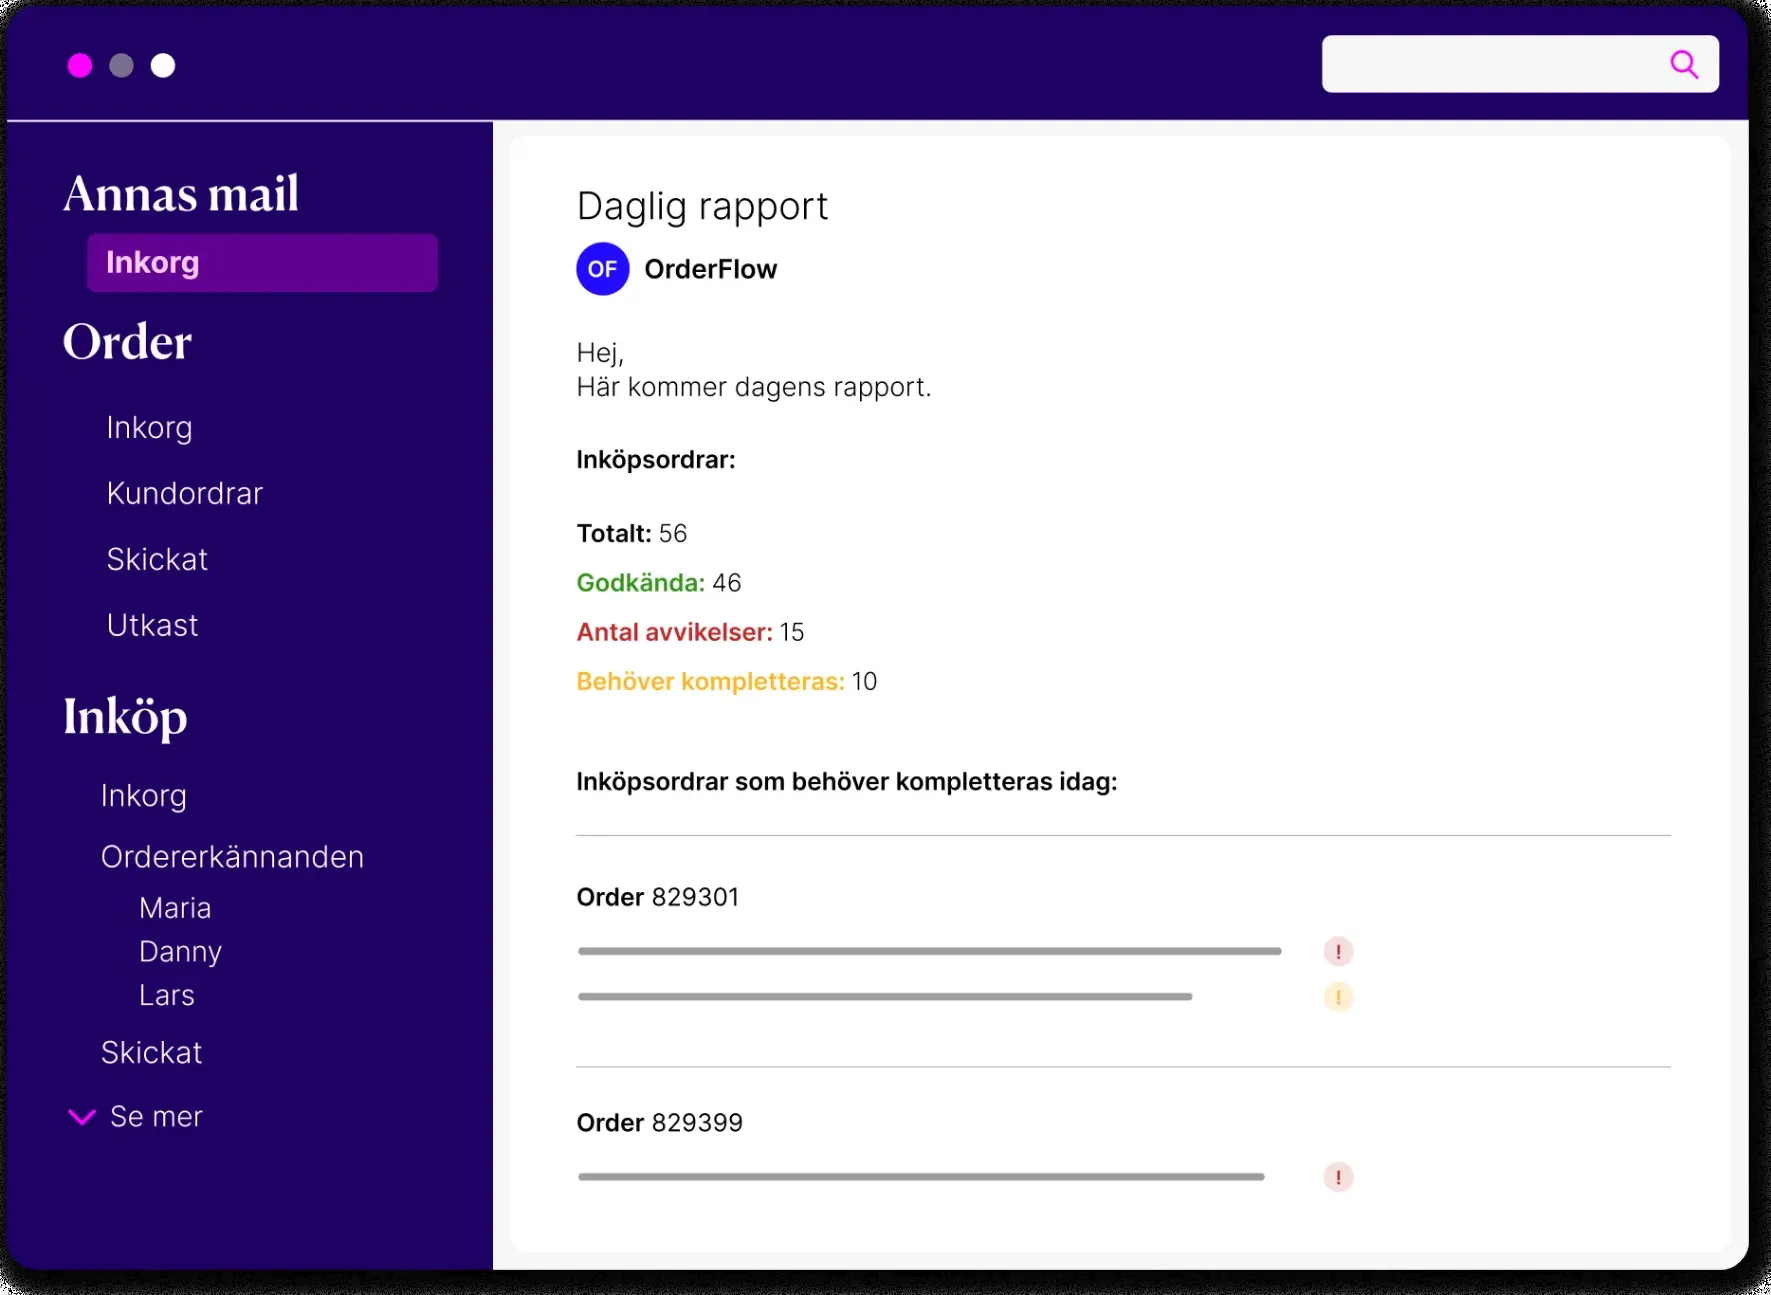 Annas mail
Inkorg
Order
Inkorg
Kundordrar
Skickat
Utkast
Inköp
Inkorg
Ordererkännanden
Maria
Danny
Lars
Skickat
Se mer
Daglig rapport
OF OrderFlow
Hej,
Här kommer dagens rapport.
Inköpsordrar:
Totalt: 56
Godkända: 46
Antal avvikelser: 15
Behöver kompletteras: 10
Inköpsordrar som behöver kompletteras idag:
Order 829301
!
!
Order 829399
!